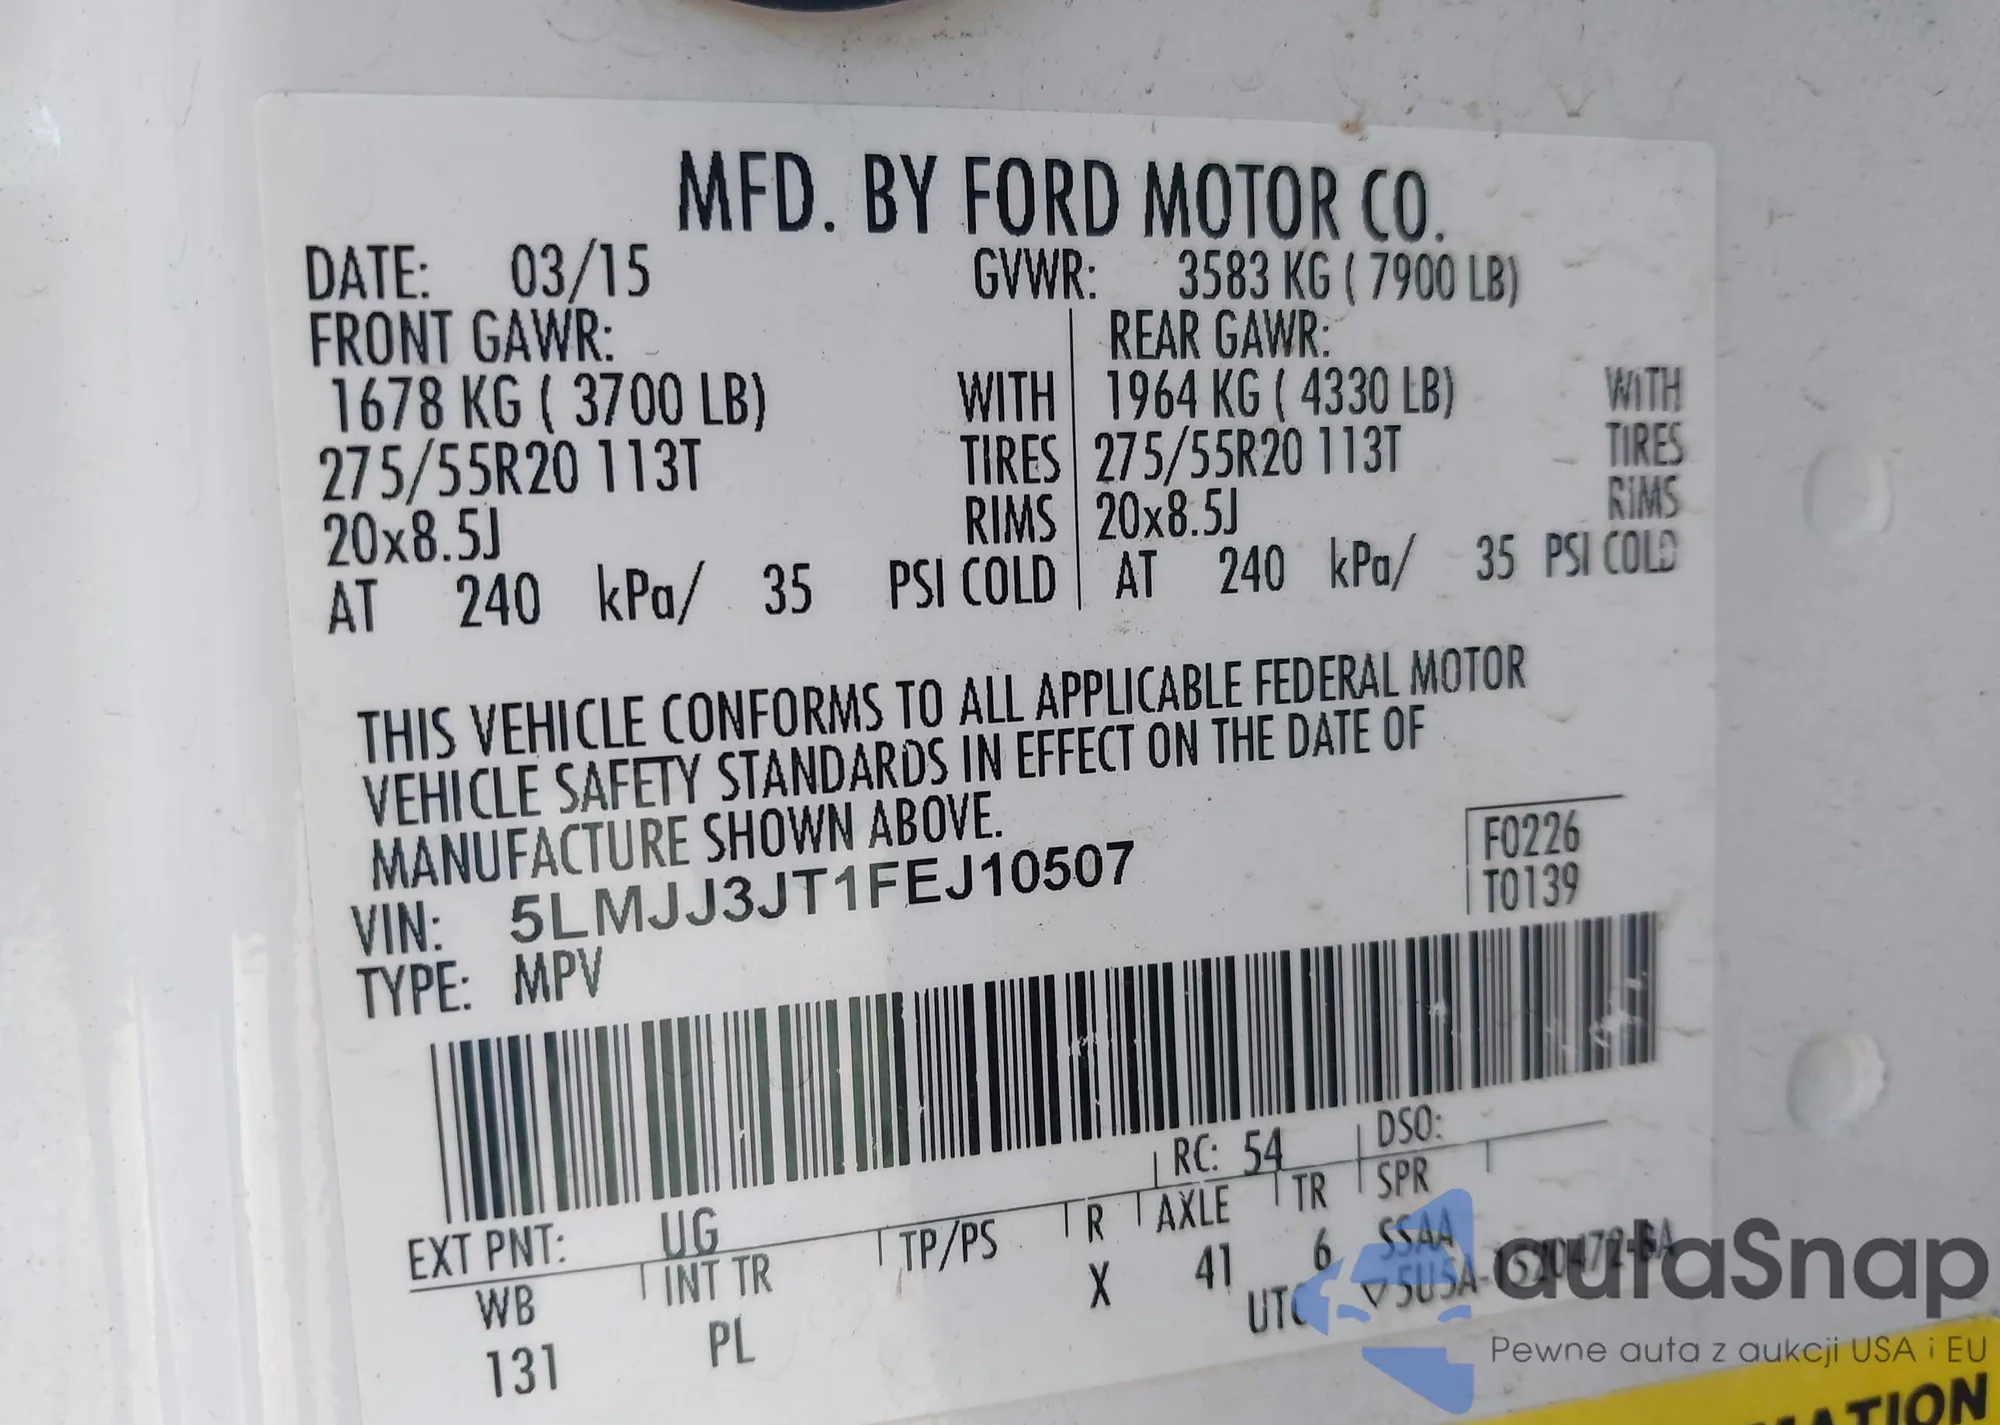 MFD. BY FORD MOTOR CO.
DATE: 03/15 GVWR: 3583 KG ( 7900 LB)
FRONT GAWR: REAR GAWR:
1678 KG ( 3700 LB) WITH 1964 KG ( 4330 LB) WITH
275/55R20 113T TIRES 275/55R20 113T TIRES
20x8.5J RIMS 20x8.5J RIMS
AT 240 kPa/ 35 PSI COLD AT 240 kPa/ 35 PSI COLD
THIS VEHICLE CONFORMS TO ALL APPLICABLE FEDERAL MOTOR
VEHICLE SAFETY STANDARDS IN EFFECT ON THE DATE OF
MANUFACTURE SHOWN ABOVE.
F0226
VIN: 5LMJJ3JT1FEJ10507 T0139
TYPE: MPV
RC: 54 DSO:
EXT PNT: UG
WB INT TR TP/PS R AXLE TR SPR
131 PL X 41 6 SSAA
autaSnap
Pewne auta z aukcji USA i EU